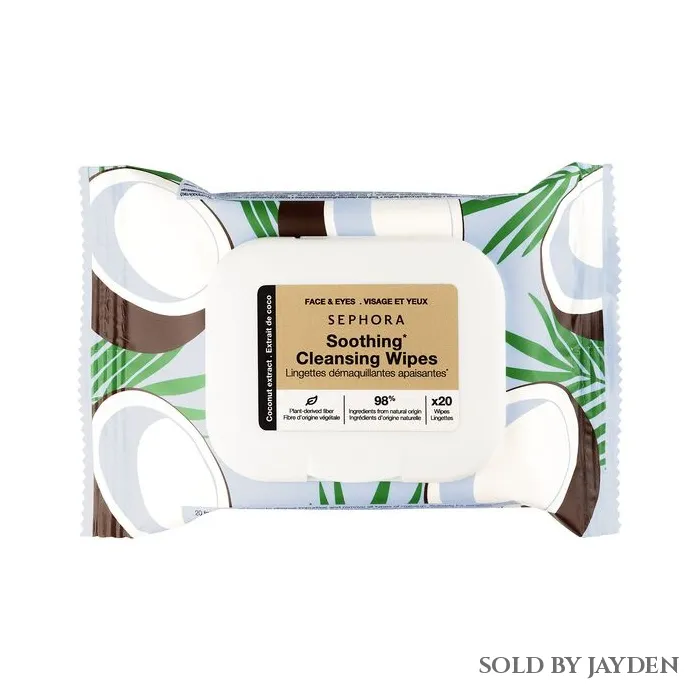 FACE & EYES . VISAGE ET YEUX
SEPHORA
Soothing*
Cleansing Wipes
Lingettes démaquillantes apaisantes*
Coconut extract . Extrait de coco
Plant-derived fiber
Fibre d'origine végétale
98%
Ingredients from natural origin
Ingrédients d'origine naturelle
x20
Wipes
Lingettes
SOLD BY JAYDEN